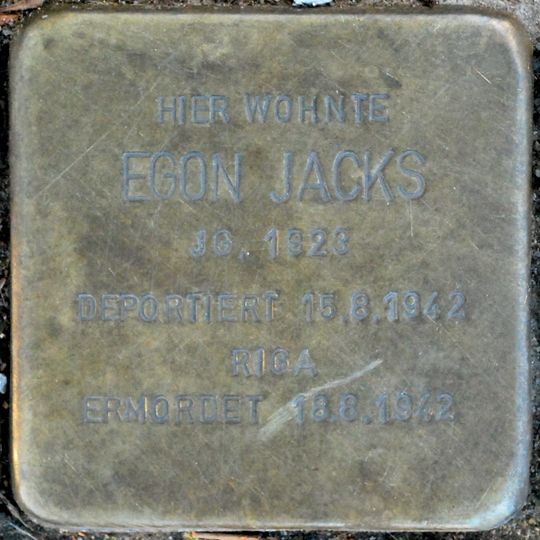 HIER WOHNTE
EGON JACKS
JG. 1923
DEPORTIERT 15.8.1942
RIGA
ERMORDET 18.8.1942